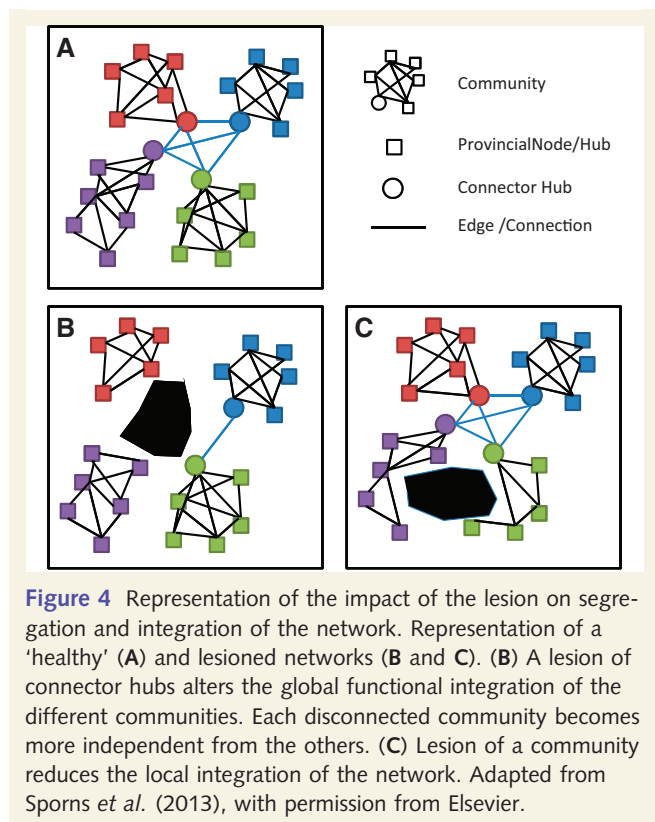 A
Community
ProvincialNode/Hub
Connector Hub
Edge /Connection
B
C
Figure 4 Representation of the impact of the lesion on segre-
gation and integration of the network. Representation of a
‘healthy’ (A) and lesioned networks (B and C). (B) A lesion of
connector hubs alters the global functional integration of the
different communities. Each disconnected community becomes
more independent from the others. (C) Lesion of a community
reduces the local integration of the network. Adapted from
Sporns et al. (2013), with permission from Elsevier.